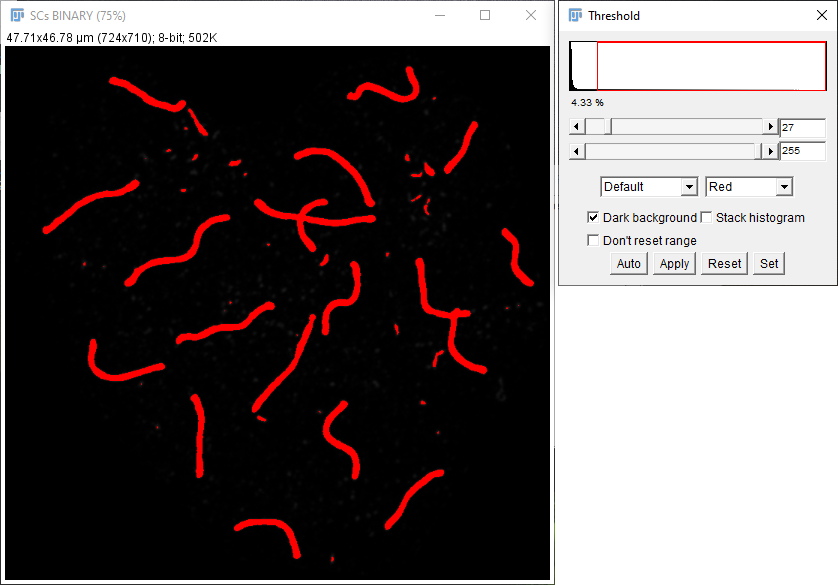 SCs BINARY (75%)
47.71x46.78 µm (724x710); 8-bit; 502K
Threshold
4.33 %
27
255
Default Red
Dark background Stack histogram
Don't reset range
Auto Apply Reset Set